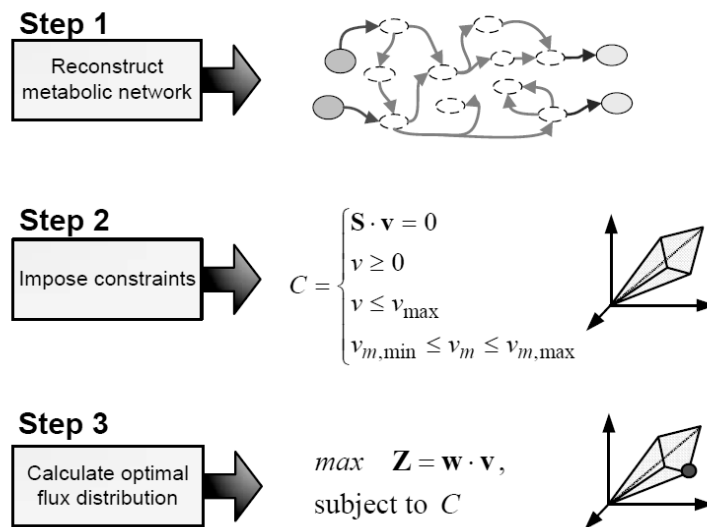 Step 1
Reconstruct
metabolic network
Step 2
Impose constraints
C =
S · v = 0
v ≥ 0
v ≤ vmax
vm,min ≤ vm ≤ vm,max
Step 3
Calculate optimal
flux distribution
max Z = w · v ,
subject to C